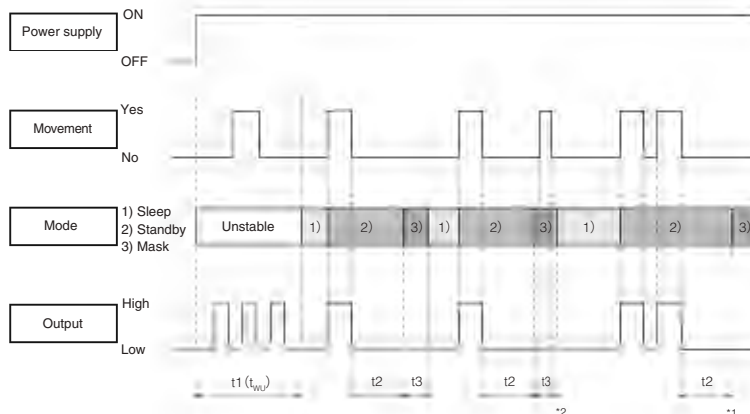 Power supply
ON
OFF
Movement
Yes
No
Mode
1) Sleep
2) Standby
3) Mask
Unstable
1)
2)
3)
1)
2)
3)
1)
2)
3)
Output
High
Low
t1 (tWU)
t2
t3
t2
t3
t2
*2
*1